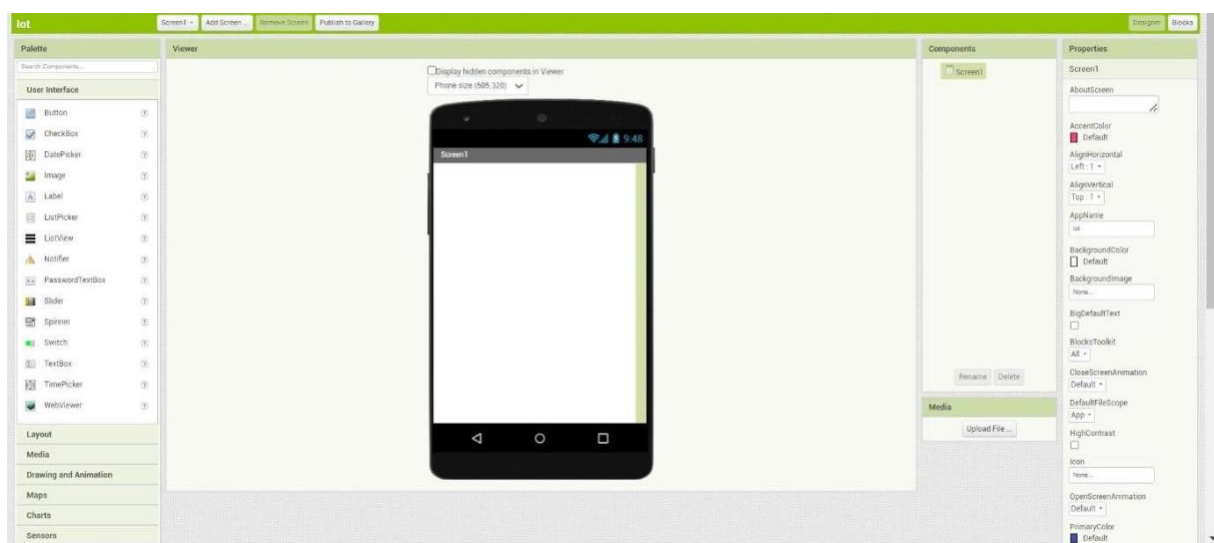 Iot
Screen1
Add Screen ...
Remove Screen
Publish to Gallery
Designer
Blocks
Palette
Search Components...
User Interface
Button
CheckBox
DatePicker
Image
Label
ListPicker
ListView
Notifier
PasswordTextBox
Slider
Spinner
Switch
TextBox
TimePicker
WebViewer
Layout
Media
Drawing and Animation
Maps
Charts
Sensors
Viewer
Display hidden components in Viewer
Phone size (505,320)
9:48
Screen1
Components
Screen1
Rename
Delete
Media
Upload File ...
Properties
Screen1
AboutScreen
AccentColor
Default
AlignHorizontal
Left : 1
AlignVertical
Top : 1
AppName
Iot
BackgroundColor
Default
BackgroundImage
None...
BigDefaultText
BlocksToolkit
All
CloseScreenAnimation
Default
DefaultFileScope
App
HighContrast
Icon
None...
OpenScreenAnimation
Default
PrimaryColor
Default